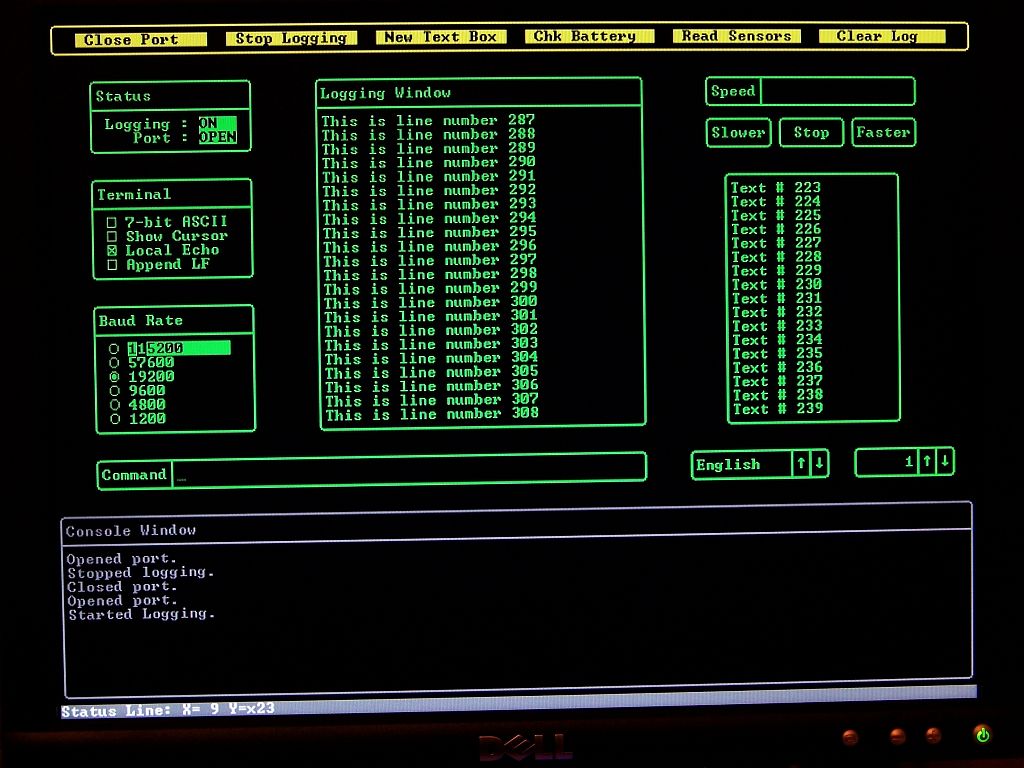 Close Port Stop Logging New Text Box Chk Battery Read Sensors Clear Log
Status
Logging : ON
Port : OPEN
Terminal
7-bit ASCII
Show Cursor
Local Echo
Append LF
Baud Rate
115200
57600
19200
9600
4800
1200
Logging Window
This is line number 287
This is line number 288
This is line number 289
This is line number 290
This is line number 291
This is line number 292
This is line number 293
This is line number 294
This is line number 295
This is line number 296
This is line number 297
This is line number 298
This is line number 299
This is line number 300
This is line number 301
This is line number 302
This is line number 303
This is line number 304
This is line number 305
This is line number 306
This is line number 307
This is line number 308
Speed
Slower Stop Faster
Text # 223
Text # 224
Text # 225
Text # 226
Text # 227
Text # 228
Text # 229
Text # 230
Text # 231
Text # 232
Text # 233
Text # 234
Text # 235
Text # 236
Text # 237
Text # 238
Text # 239
Command _
English ↑ ↓ 1 ↑ ↓
Console Window
Opened port.
Stopped logging.
Closed port.
Opened port.
Started Logging.
Status Line: X= 9 Y=x23
DELL